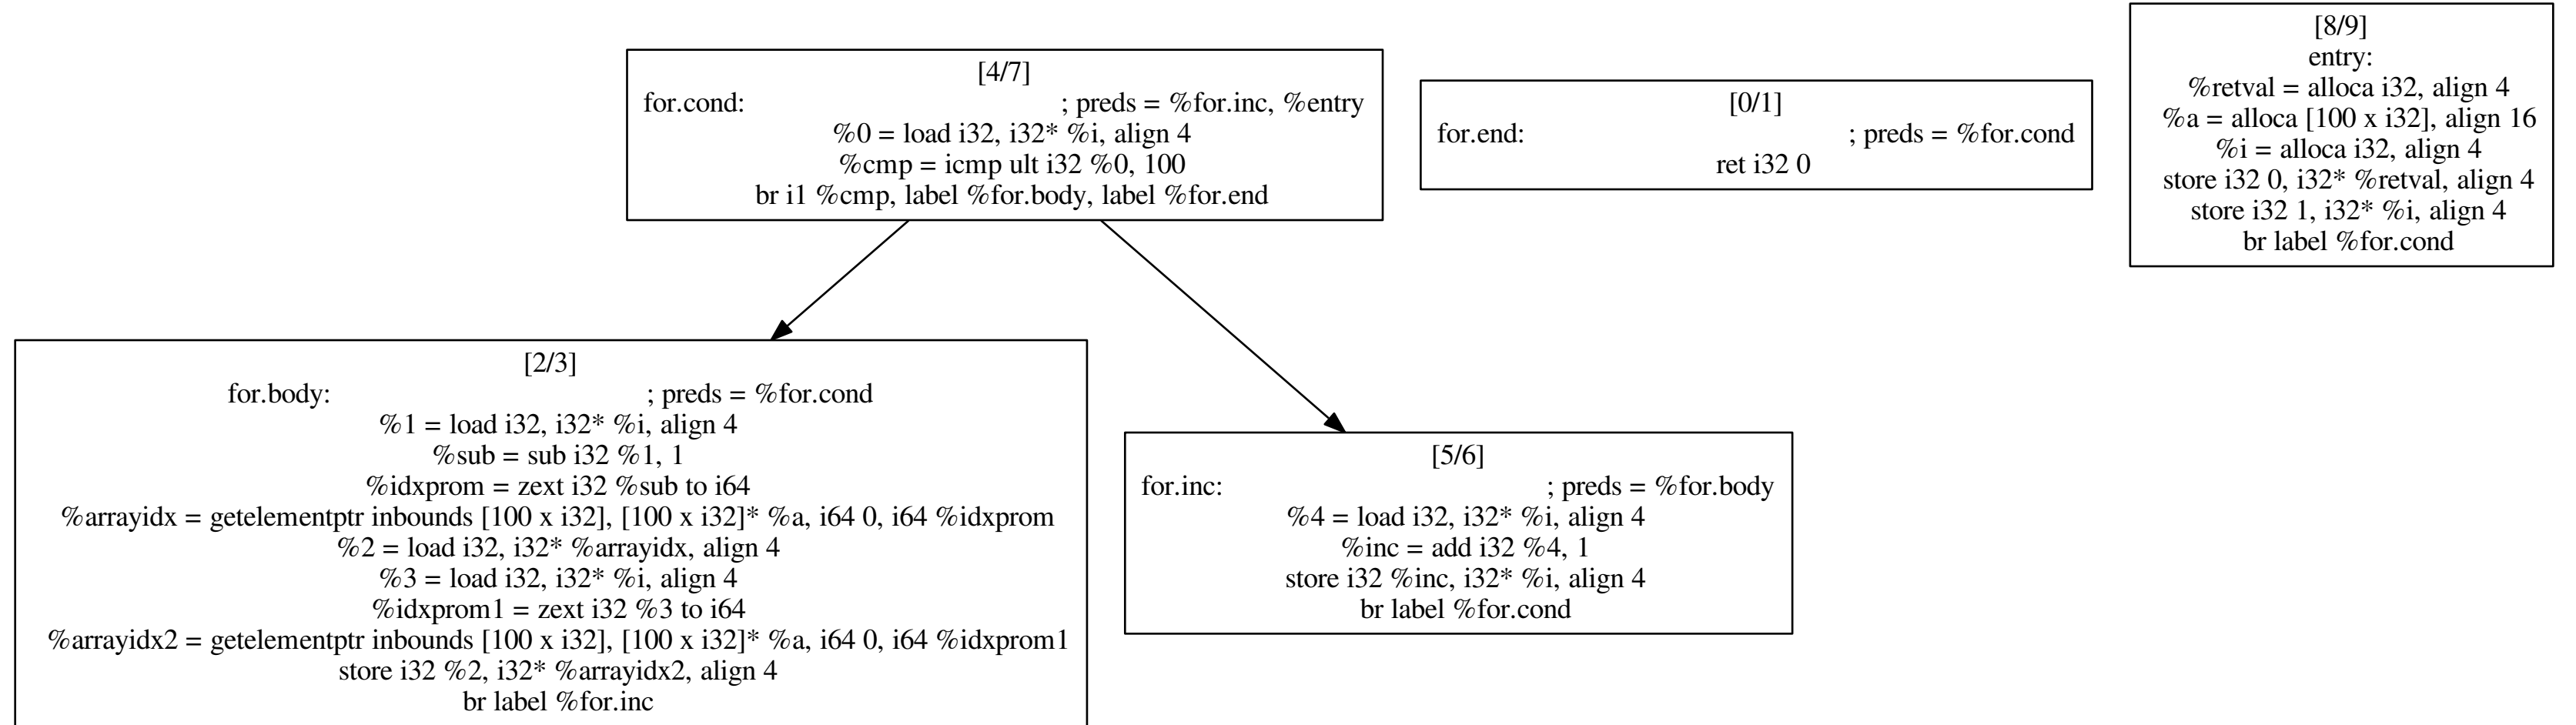 [4/7]
for.cond: ; preds = %for.inc, %entry
%0 = load i32, i32* %i, align 4
%cmp = icmp ult i32 %0, 100
br i1 %cmp, label %for.body, label %for.end
[0/1]
for.end: ; preds = %for.cond
ret i32 0
[8/9]
entry:
%retval = alloca i32, align 4
%a = alloca [100 x i32], align 16
%i = alloca i32, align 4
store i32 0, i32* %retval, align 4
store i32 1, i32* %i, align 4
br label %for.cond
[2/3]
for.body: ; preds = %for.cond
%1 = load i32, i32* %i, align 4
%sub = sub i32 %1, 1
%idxprom = zext i32 %sub to i64
%arrayidx = getelementptr inbounds [100 x i32], [100 x i32]* %a, i64 0, i64 %idxprom
%2 = load i32, i32* %arrayidx, align 4
%3 = load i32, i32* %i, align 4
%idxprom1 = zext i32 %3 to i64
%arrayidx2 = getelementptr inbounds [100 x i32], [100 x i32]* %a, i64 0, i64 %idxprom1
store i32 %2, i32* %arrayidx2, align 4
br label %for.inc
[5/6]
for.inc: ; preds = %for.body
%4 = load i32, i32* %i, align 4
%inc = add i32 %4, 1
store i32 %inc, i32* %i, align 4
br label %for.cond